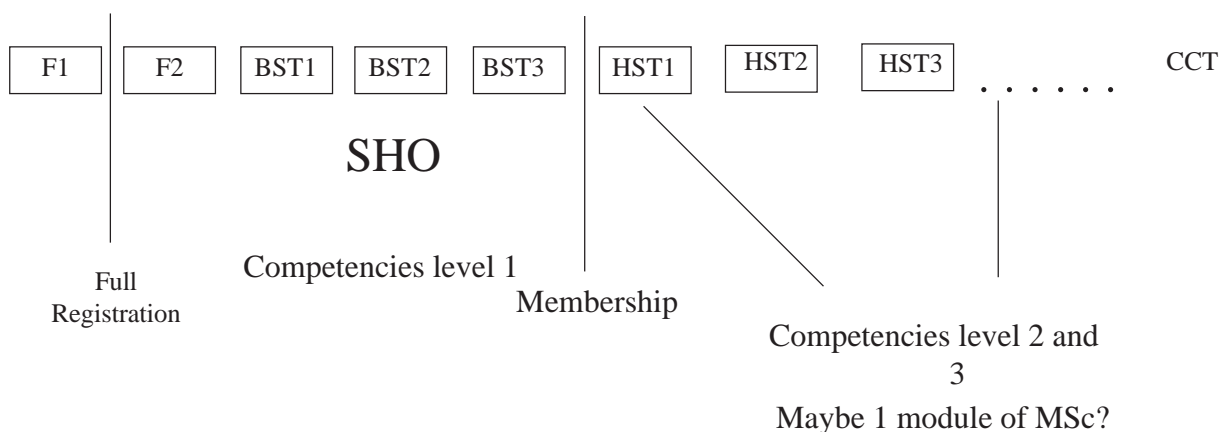 F1 F2 BST1 BST2 BST3 HST1 HST2 HST3 . . . . . . CCT
SHO
Full
Registration
Competencies level 1
Membership
Competencies level 2 and
3
Maybe 1 module of MSc?